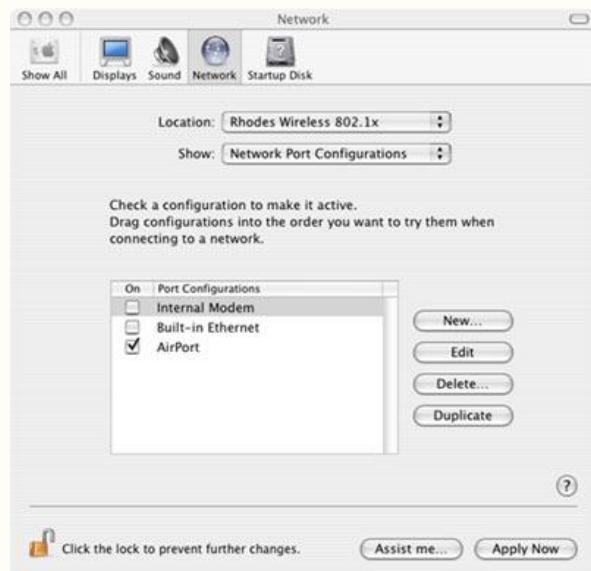 Network
Show All
Displays
Sound
Network
Startup Disk
Location: Rhodes Wireless 802.1x
Show: Network Port Configurations
Check a configuration to make it active.
Drag configurations into the order you want to try them when
connecting to a network.
On Port Configurations
Internal Modem
Built-in Ethernet
AirPort
New...
Edit
Delete...
Duplicate
?
Click the lock to prevent further changes.
Assist me...
Apply Now